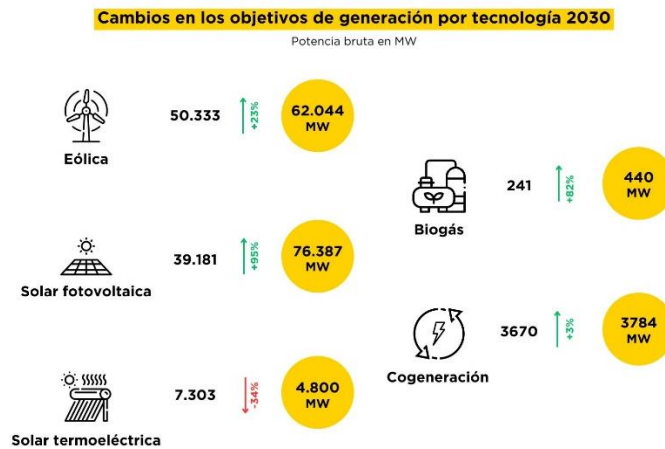 Cambios en los objetivos de generación por tecnología 2030
Potencia bruta en MW
Eólica
50.333
+23%
62.044
MW
Solar fotovoltaica
39.181
+95%
76.387
MW
Solar termoeléctrica
7.303
-34%
4.800
MW
Biogás
241
+82%
440
MW
Cogeneración
3670
+3%
3784
MW